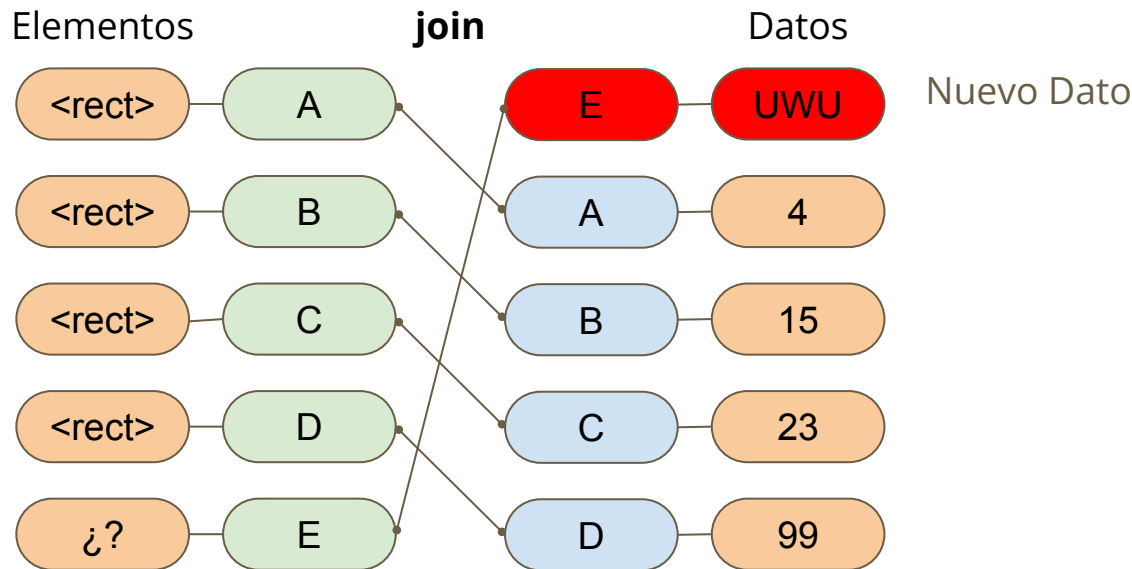 Elementos join Datos
<rect> A E UWU Nuevo Dato
<rect> B A 4
<rect> C B 15
<rect> D C 23
¿? E D 99